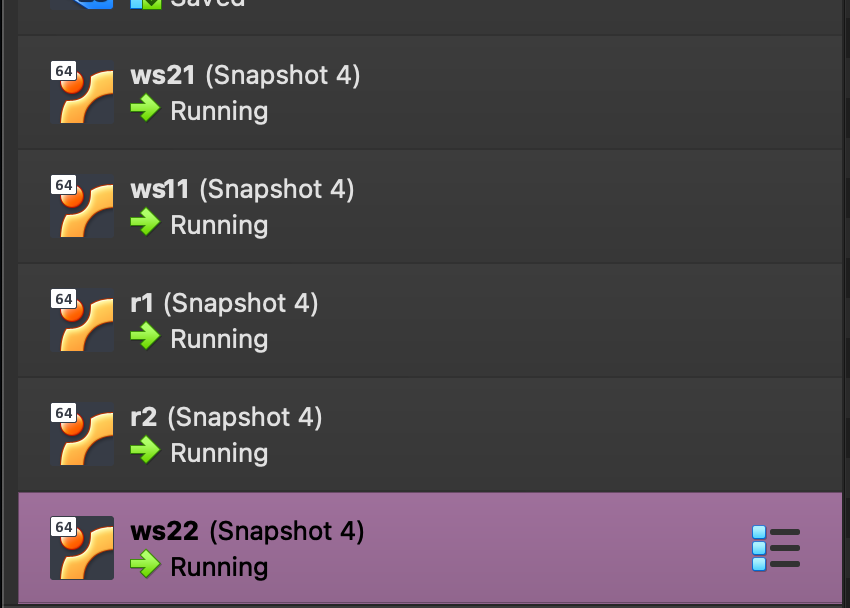 Saved
64
ws21 (Snapshot 4)
Running
64
ws11 (Snapshot 4)
Running
64
r1 (Snapshot 4)
Running
64
r2 (Snapshot 4)
Running
64
ws22 (Snapshot 4)
Running